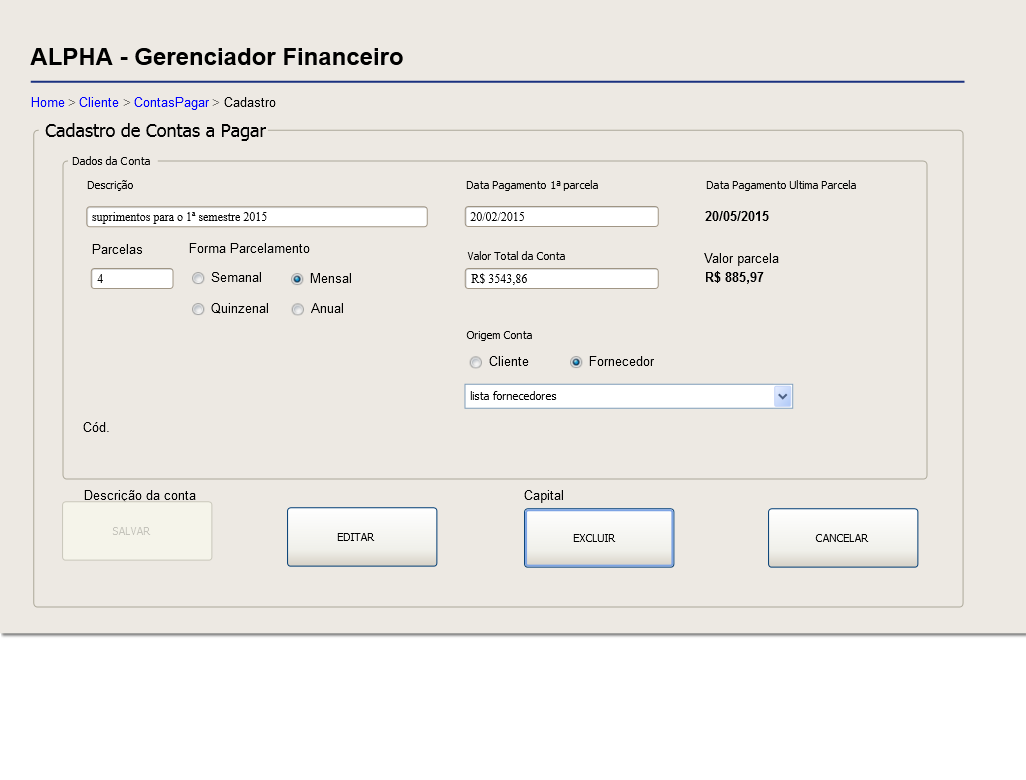 ALPHA - Gerenciador Financeiro
Home > Cliente > ContasPagar > Cadastro
Cadastro de Contas a Pagar
Dados da Conta
Descrição
Data Pagamento 1ª parcela
Data Pagamento Ultima Parcela
suprimentos para o 1ª semestre 2015
20/02/2015
20/05/2015
Parcelas
Forma Parcelamento
Valor Total da Conta
Valor parcela
4
Semanal
Mensal
R$ 3543,86
R$ 885,97
Quinzenal
Anual
Origem Conta
Cliente
Fornecedor
lista fornecedores
Cód.
Descrição da conta
Capital
SALVAR
EDITAR
EXCLUIR
CANCELAR